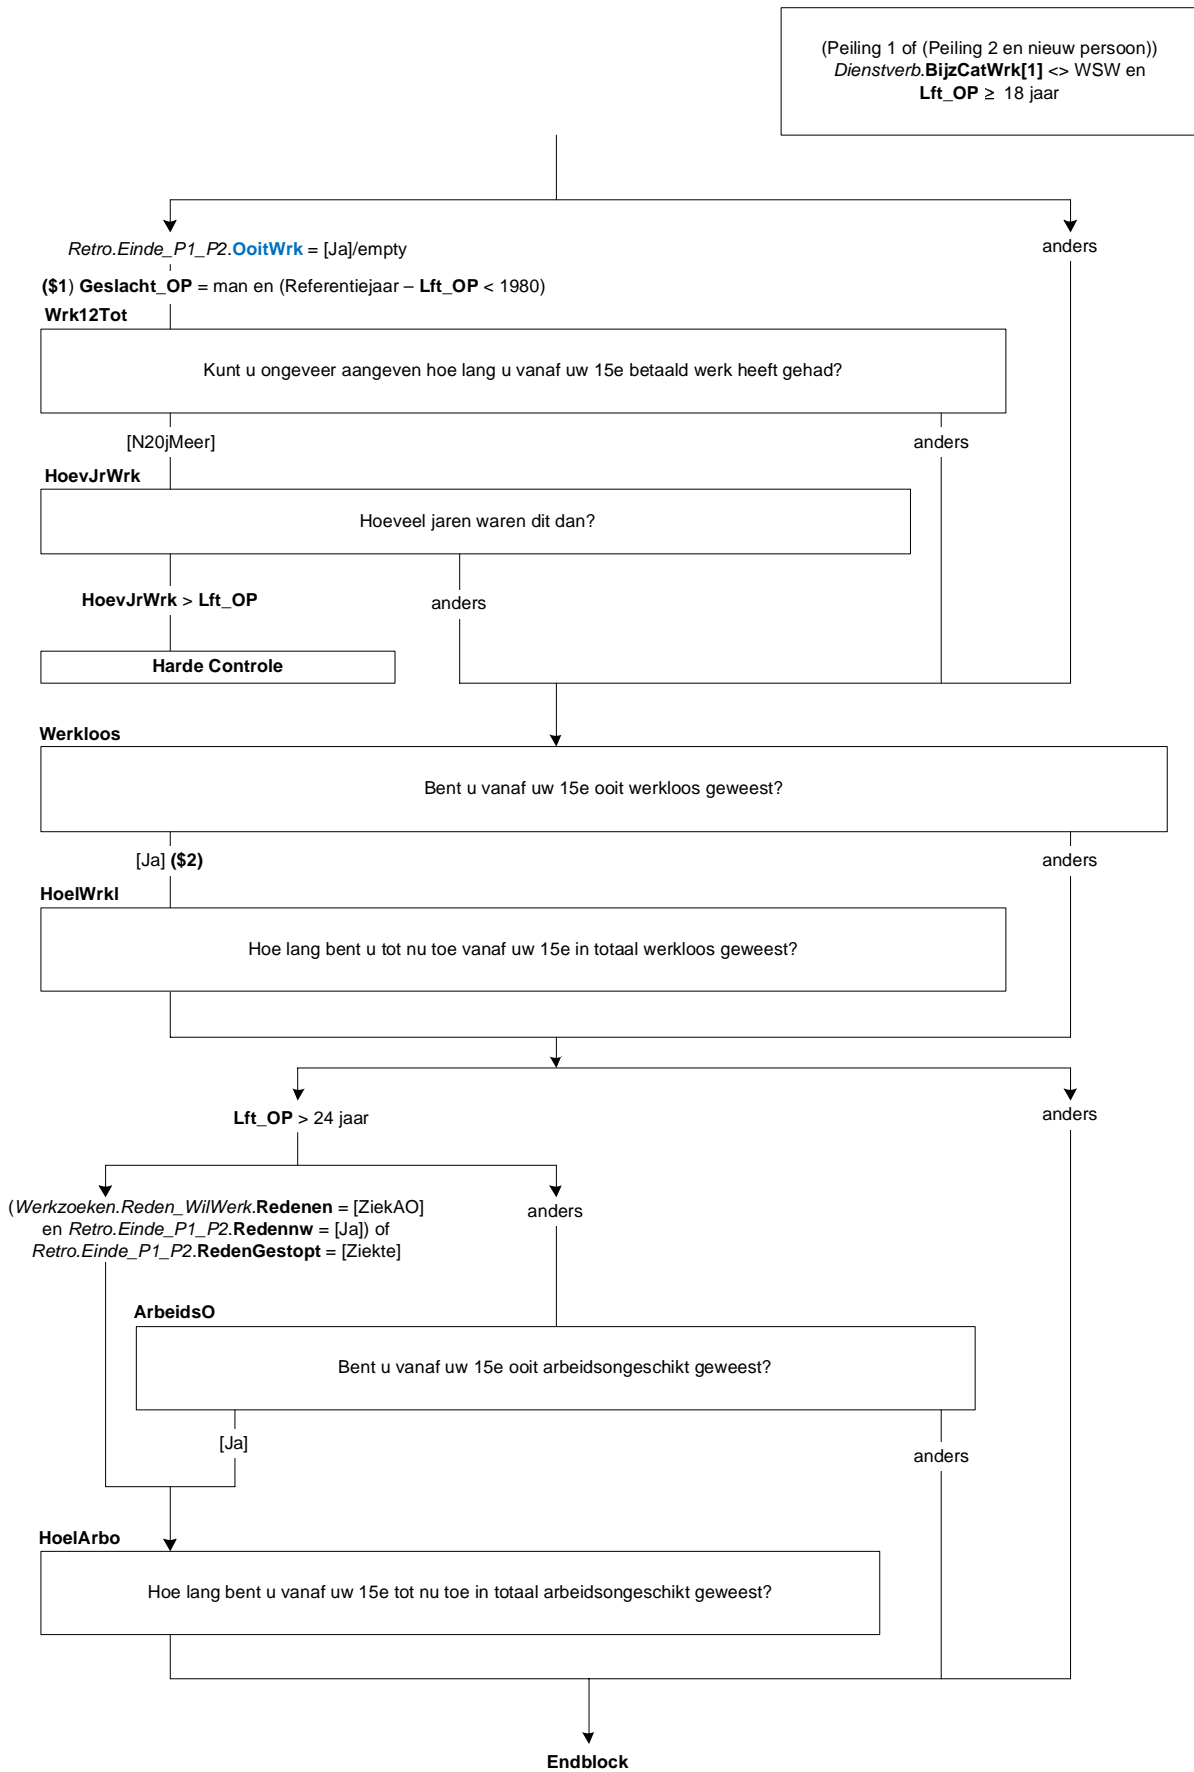 (Peiling 1 of (Peiling 2 en nieuw persoon))
Dienstverb.BijzCatWrk[1] <> WSW en
Lft_OP ≥ 18 jaar
Retro.Einde_P1_P2.OoitWrk = [Ja]/empty
anders
($1) Geslacht_OP = man en (Referentiejaar – Lft_OP < 1980)
Wrk12Tot
Kunt u ongeveer aangeven hoe lang u vanaf uw 15e betaald werk heeft gehad?
[N20jMeer]
anders
HoevJrWrk
Hoeveel jaren waren dit dan?
HoevJrWrk > Lft_OP
anders
Harde Controle
Werkloos
Bent u vanaf uw 15e ooit werkloos geweest?
[Ja] ($2)
anders
HoelWrkl
Hoe lang bent u tot nu toe vanaf uw 15e in totaal werkloos geweest?
Lft_OP > 24 jaar
anders
(Werkzoeken.Reden_WilWerk.Redenen = [ZiekAO]
en Retro.Einde_P1_P2.Redennw = [Ja]) of
Retro.Einde_P1_P2.RedenGestopt = [Ziekte]
anders
ArbeidsO
Bent u vanaf uw 15e ooit arbeidsongeschikt geweest?
[Ja]
anders
HoelArbo
Hoe lang bent u vanaf uw 15e tot nu toe in totaal arbeidsongeschikt geweest?
Endblock